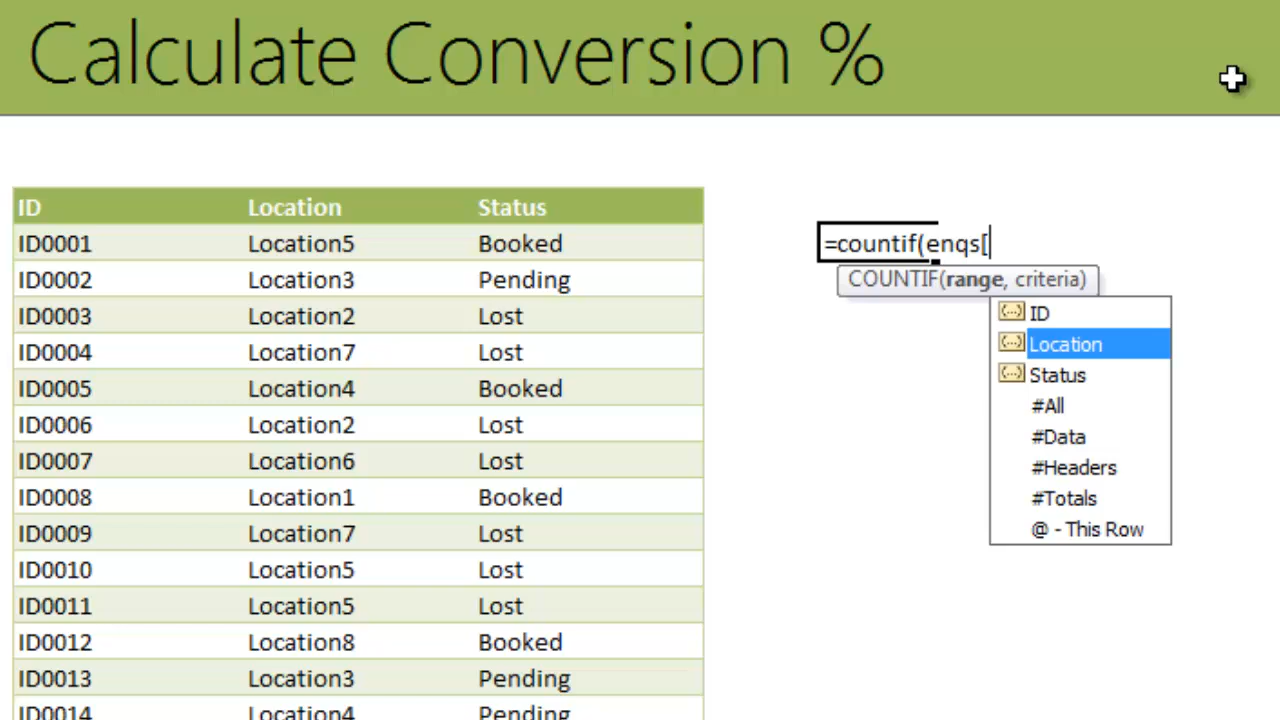 Calculate Conversion %
ID Location Status
ID0001 Location5 Booked
ID0002 Location3 Pending
ID0003 Location2 Lost
ID0004 Location7 Lost
ID0005 Location4 Booked
ID0006 Location2 Lost
ID0007 Location6 Lost
ID0008 Location1 Booked
ID0009 Location7 Lost
ID0010 Location5 Lost
ID0011 Location5 Lost
ID0012 Location8 Booked
ID0013 Location3 Pending
ID0014 Location4 Pending
=countif(enqs[
COUNTIF(range, criteria)
(...) ID
(...) Location
(...) Status
#All
#Data
#Headers
#Totals
@ - This Row